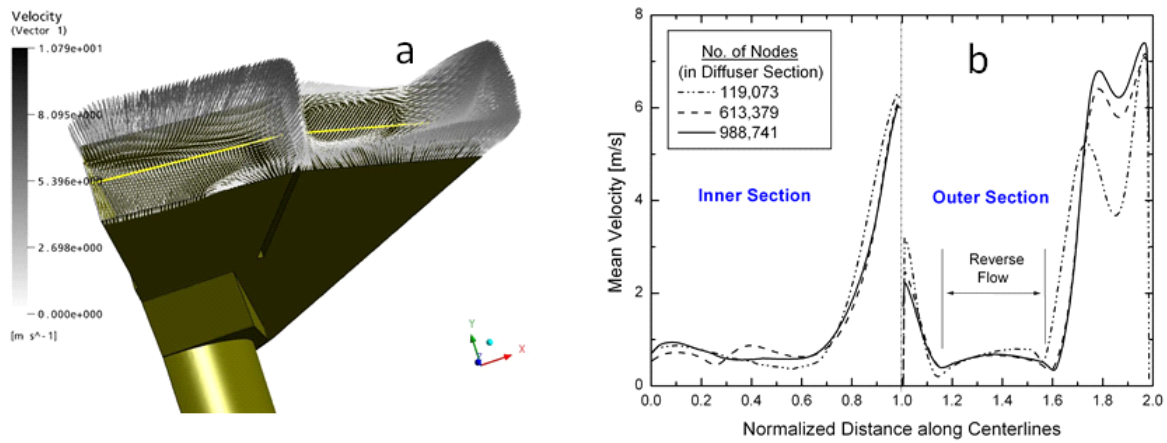 Velocity
(Vector 1)
1.079e+001
8.095e+000
5.396e+000
2.698e+000
0.000e+000
[m s^-1]
a
Y
X
Z
b
No. of Nodes
(in Diffuser Section)
119,073
613,379
988,741
Inner Section
Outer Section
Reverse
Flow
Mean Velocity [m/s]
8
6
4
2
0
0.0 0.2 0.4 0.6 0.8 1.0 1.2 1.4 1.6 1.8 2.0
Normalized Distance along Centerlines